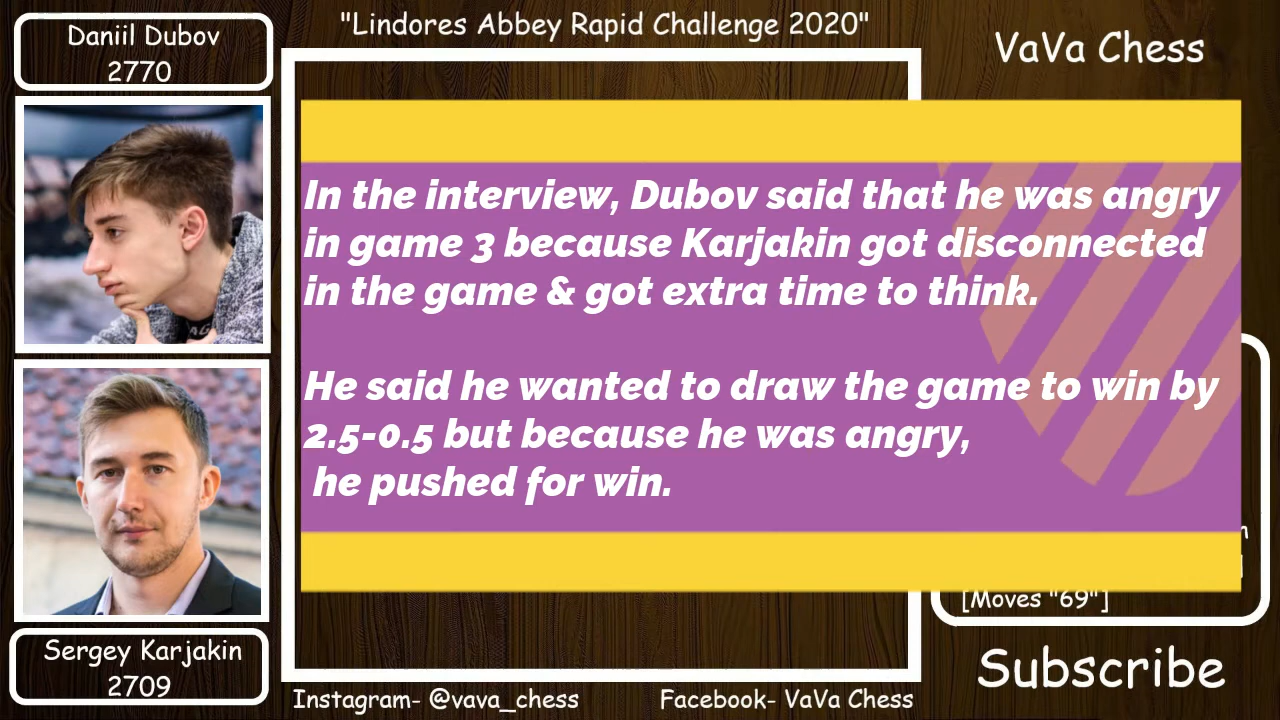 Daniil Dubov
2770
"Lindores Abbey Rapid Challenge 2020"
VaVa Chess
In the interview, Dubov said that he was angry
in game 3 because Karjakin got disconnected
in the game & got extra time to think.
He said he wanted to draw the game to win by
2.5-0.5 but because he was angry,
he pushed for win.
[Moves "69"]
Sergey Karjakin
2709
Subscribe
Instagram- @vava_chess
Facebook- VaVa Chess